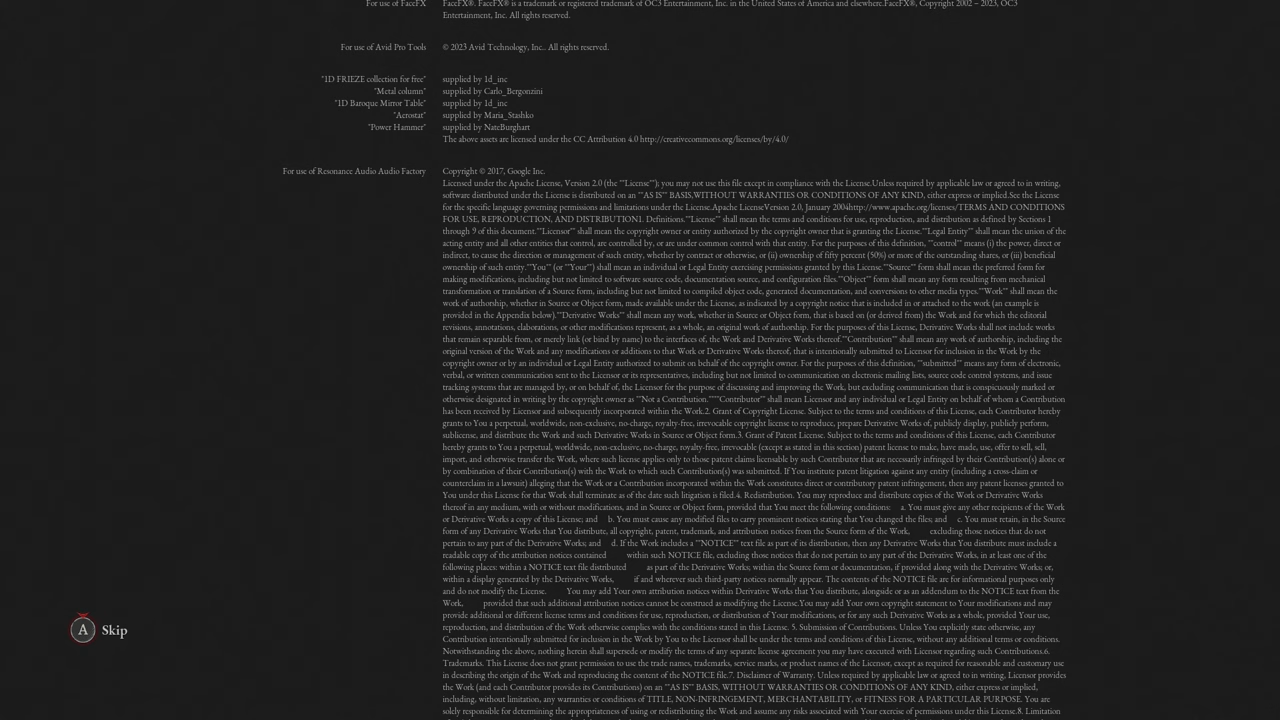 For use of FaceFX FaceFX®. FaceFX® is a trademark or registered trademark of OC3 Entertainment, Inc. in the United States of America and elsewhere.FaceFX®, Copyright 2002 – 2023, OC3
Entertainment, Inc. All rights reserved.
For use of Avid Pro Tools © 2023 Avid Technology, Inc.. All rights reserved.
"1D FRIEZE collection for free" supplied by 1d_inc
"Metal column" supplied by Carlo_Bergonzini
"1D Baroque Mirror Table" supplied by 1d_inc
"Aerostat" supplied by Maria_Stashko
"Power Hammer" supplied by NateBurghart
The above assets are licensed under the CC Attribution 4.0 http://creativecommons.org/licenses/by/4.0/
For use of Resonance Audio Audio Factory Copyright © 2017, Google Inc.
Licensed under the Apache License, Version 2.0 (the ""License""); you may not use this file except in compliance with the License.Unless required by applicable law or agreed to in writing,
software distributed under the License is distributed on an ""AS IS"" BASIS,WITHOUT WARRANTIES OR CONDITIONS OF ANY KIND, either express or implied.See the License
for the specific language governing permissions and limitations under the License.Apache LicenseVersion 2.0, January 2004http://www.apache.org/licenses/TERMS AND CONDITIONS
FOR USE, REPRODUCTION, AND DISTRIBUTION1. Definitions.""License"" shall mean the terms and conditions for use, reproduction, and distribution as defined by Sections 1
through 9 of this document.""Licensor"" shall mean the copyright owner or entity authorized by the copyright owner that is granting the License.""Legal Entity"" shall mean the union of the
acting entity and all other entities that control, are controlled by, or are under common control with that entity. For the purposes of this definition, ""control"" means (i) the power, direct or
indirect, to cause the direction or management of such entity, whether by contract or otherwise, or (ii) ownership of fifty percent (50%) or more of the outstanding shares, or (iii) beneficial
ownership of such entity.""You"" (or ""Your"") shall mean an individual or Legal Entity exercising permissions granted by this License.""Source"" form shall mean the preferred form for
making modifications, including but not limited to software source code, documentation source, and configuration files.""Object"" form shall mean any form resulting from mechanical
transformation or translation of a Source form, including but not limited to compiled object code, generated documentation, and conversions to other media types.""Work"" shall mean the
work of authorship, whether in Source or Object form, made available under the License, as indicated by a copyright notice that is included in or attached to the work (an example is
provided in the Appendix below).""Derivative Works"" shall mean any work, whether in Source or Object form, that is based on (or derived from) the Work and for which the editorial
revisions, annotations, elaborations, or other modifications represent, as a whole, an original work of authorship. For the purposes of this License, Derivative Works shall not include works
that remain separable from, or merely link (or bind by name) to the interfaces of, the Work and Derivative Works thereof.""Contribution"" shall mean any work of authorship, including the
original version of the Work and any modifications or additions to that Work or Derivative Works thereof, that is intentionally submitted to Licensor for inclusion in the Work by the
copyright owner or by an individual or Legal Entity authorized to submit on behalf of the copyright owner. For the purposes of this definition, ""submitted"" means any form of electronic,
verbal, or written communication sent to the Licensor or its representatives, including but not limited to communication on electronic mailing lists, source code control systems, and issue
tracking systems that are managed by, or on behalf of, the Licensor for the purpose of discussing and improving the Work, but excluding communication that is conspicuously marked or
otherwise designated in writing by the copyright owner as ""Not a Contribution.""""Contributor"" shall mean Licensor and any individual or Legal Entity on behalf of whom a Contribution
has been received by Licensor and subsequently incorporated within the Work.2. Grant of Copyright License. Subject to the terms and conditions of this License, each Contributor hereby
grants to You a perpetual, worldwide, non-exclusive, no-charge, royalty-free, irrevocable copyright license to reproduce, prepare Derivative Works of, publicly display, publicly perform,
sublicense, and distribute the Work and such Derivative Works in Source or Object form.3. Grant of Patent License. Subject to the terms and conditions of this License, each Contributor
hereby grants to You a perpetual, worldwide, non-exclusive, no-charge, royalty-free, irrevocable (except as stated in this section) patent license to make, have made, use, offer to sell, sell,
import, and otherwise transfer the Work, where such license applies only to those patent claims licensable by such Contributor that are necessarily infringed by their Contribution(s) alone or
by combination of their Contribution(s) with the Work to which such Contribution(s) was submitted. If You institute patent litigation against any entity (including a cross-claim or
counterclaim in a lawsuit) alleging that the Work or a Contribution incorporated within the Work constitutes direct or contributory patent infringement, then any patent licenses granted to
You under this License for that Work shall terminate as of the date such litigation is filed.4. Redistribution. You may reproduce and distribute copies of the Work or Derivative Works
thereof in any medium, with or without modifications, and in Source or Object form, provided that You meet the following conditions: a. You must give any other recipients of the Work
or Derivative Works a copy of this License; and b. You must cause any modified files to carry prominent notices stating that You changed the files; and c. You must retain, in the Source
form of any Derivative Works that You distribute, all copyright, patent, trademark, and attribution notices from the Source form of the Work, excluding those notices that do not
pertain to any part of the Derivative Works; and d. If the Work includes a ""NOTICE"" text file as part of its distribution, then any Derivative Works that You distribute must include a
readable copy of the attribution notices contained within such NOTICE file, excluding those notices that do not pertain to any part of the Derivative Works, in at least one of the
following places: within a NOTICE text file distributed as part of the Derivative Works; within the Source form or documentation, if provided along with the Derivative Works; or,
within a display generated by the Derivative Works, if and wherever such third-party notices normally appear. The contents of the NOTICE file are for informational purposes only
and do not modify the License. You may add Your own attribution notices within Derivative Works that You distribute, alongside or as an addendum to the NOTICE text from the
Work, provided that such additional attribution notices cannot be construed as modifying the License.You may add Your own copyright statement to Your modifications and may
provide additional or different license terms and conditions for use, reproduction, or distribution of Your modifications, or for any such Derivative Works as a whole, provided Your use,
reproduction, and distribution of the Work otherwise complies with the conditions stated in this License. 5. Submission of Contributions. Unless You explicitly state otherwise, any
Contribution intentionally submitted for inclusion in the Work by You to the Licensor shall be under the terms and conditions of this License, without any additional terms or conditions.
Notwithstanding the above, nothing herein shall supersede or modify the terms of any separate license agreement you may have executed with Licensor regarding such Contributions.6.
Trademarks. This License does not grant permission to use the trade names, trademarks, service marks, or product names of the Licensor, except as required for reasonable and customary use
in describing the origin of the Work and reproducing the content of the NOTICE file.7. Disclaimer of Warranty. Unless required by applicable law or agreed to in writing, Licensor provides
the Work (and each Contributor provides its Contributions) on an ""AS IS"" BASIS, WITHOUT WARRANTIES OR CONDITIONS OF ANY KIND, either express or implied,
including, without limitation, any warranties or conditions of TITLE, NON-INFRINGEMENT, MERCHANTABILITY, or FITNESS FOR A PARTICULAR PURPOSE. You are
solely responsible for determining the appropriateness of using or redistributing the Work and assume any risks associated with Your exercise of permissions under this License.8. Limitation
A Skip